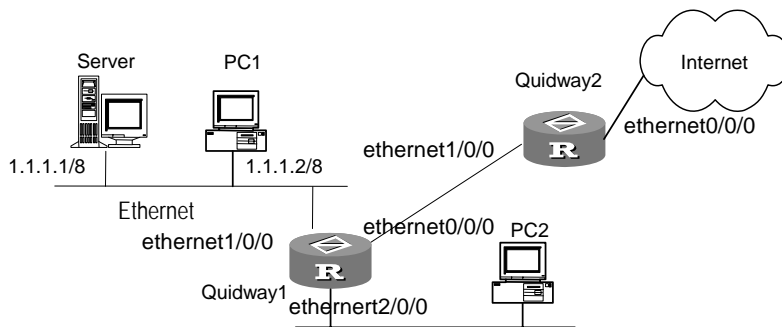 Server
PC1
Internet
Quidway2
ethernet0/0/0
ethernet1/0/0
1.1.1.1/8
1.1.1.2/8
R
Ethernet
ethernet0/0/0
ethernet1/0/0
PC2
R
Quidway1
ethernert2/0/0